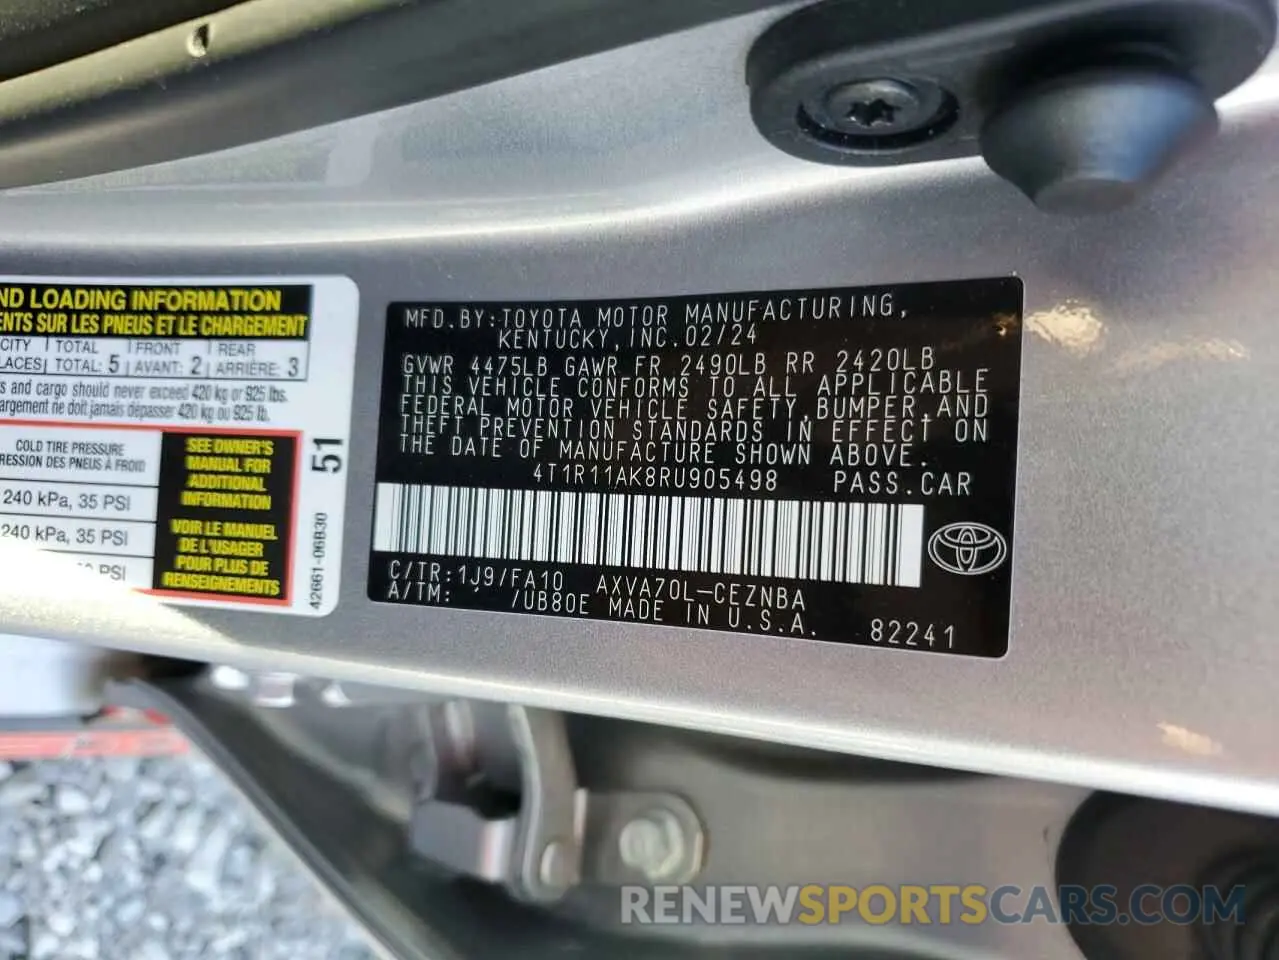 ND LOADING INFORMATION
ENTS SUR LES PNEUS ET LE CHARGEMENT
CITY TOTAL FRONT REAR
LACES TOTAL: 5 AVANT: 2 ARRIÈRE: 3
s and cargo should never exceed 420 kg or 925 lbs.
argement ne doit jamais dépasser 420 kg ou 925 lb.
COLD TIRE PRESSURE
RESSION DES PNEUS À FROID
240 kPa, 35 PSI
240 kPa, 35 PSI
PSI
SEE OWNER'S
MANUAL FOR
ADDITIONAL
INFORMATION
VOIR LE MANUEL
DE L'USAGER
POUR PLUS DE
RENSEIGNEMENTS
51
42661-06B30
MFD.BY:TOYOTA MOTOR MANUFACTURING,
KENTUCKY, INC.02/24
GVWR 4475LB GAWR FR 2490LB RR 2420LB
THIS VEHICLE CONFORMS TO ALL APPLICABLE
FEDERAL MOTOR VEHICLE SAFETY,BUMPER,AND
THEFT PREVENTION STANDARDS IN EFFECT ON
THE DATE OF MANUFACTURE SHOWN ABOVE.
4T1R11AK8RU905498 PASS.CAR
C/TR:1J9/FA10 AXVA70L-CEZNBA
A/TM: /UB80E MADE IN U.S.A.
82241
RENEWSPORTSCARS.COM